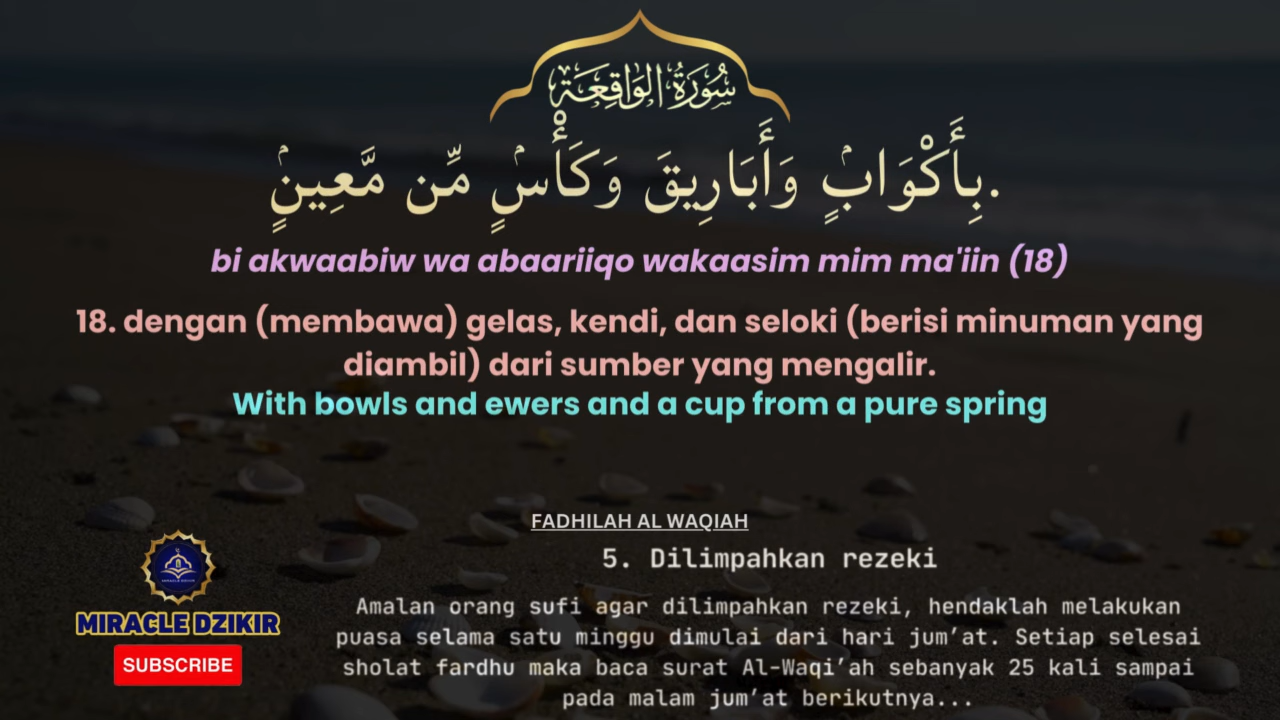 سُورَةُ الوَاقِعَة
بِأَكْوَابٍۢ وَأَبَارِيقَ وَكَأْسٍۢ مِّن مَّعِينٍۢ.
bi akwaabiw wa abaariiqo wakaasim mim ma'iin (18)
18. dengan (membawa) gelas, kendi, dan seloki (berisi minuman yang
diambil) dari sumber yang mengalir.
With bowls and ewers and a cup from a pure spring
FADHILAH AL WAQIAH
5. Dilimpahkan rezeki
Amalan orang sufi agar dilimpahkan rezeki, hendaklah melakukan
puasa selama satu minggu dimulai dari hari jum’at. Setiap selesai
sholat fardhu maka baca surat Al-Waqi’ah sebanyak 25 kali sampai
pada malam jum’at berikutnya...
MIRACLE DZIKIR
MIRACLE DZIKIR
SUBSCRIBE